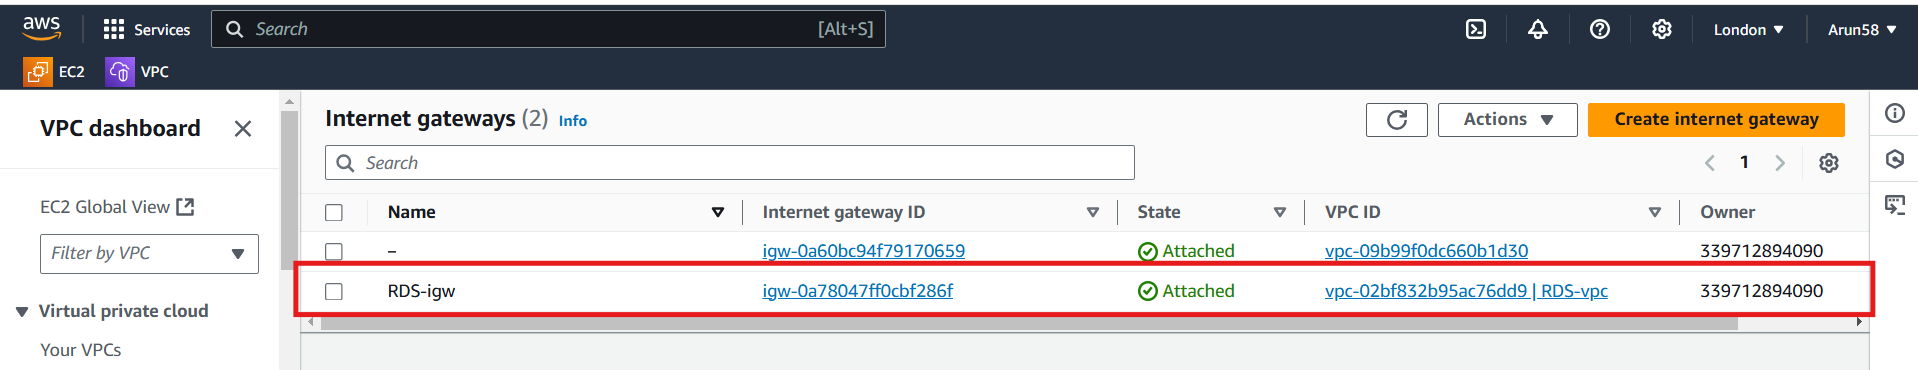 aws
Services
Search
[Alt+S]
London
Arun58
EC2
VPC
VPC dashboard
EC2 Global View
Filter by VPC
Virtual private cloud
Your VPCs
Internet gateways (2) Info
Actions
Create internet gateway
Search
1
Name Internet gateway ID State VPC ID Owner
– igw-0a60bc94f79170659 Attached vpc-09b99f0dc660b1d30 339712894090
RDS-igw igw-0a78047ff0cbf286f Attached vpc-02bf832b95ac76dd9 | RDS-vpc 339712894090